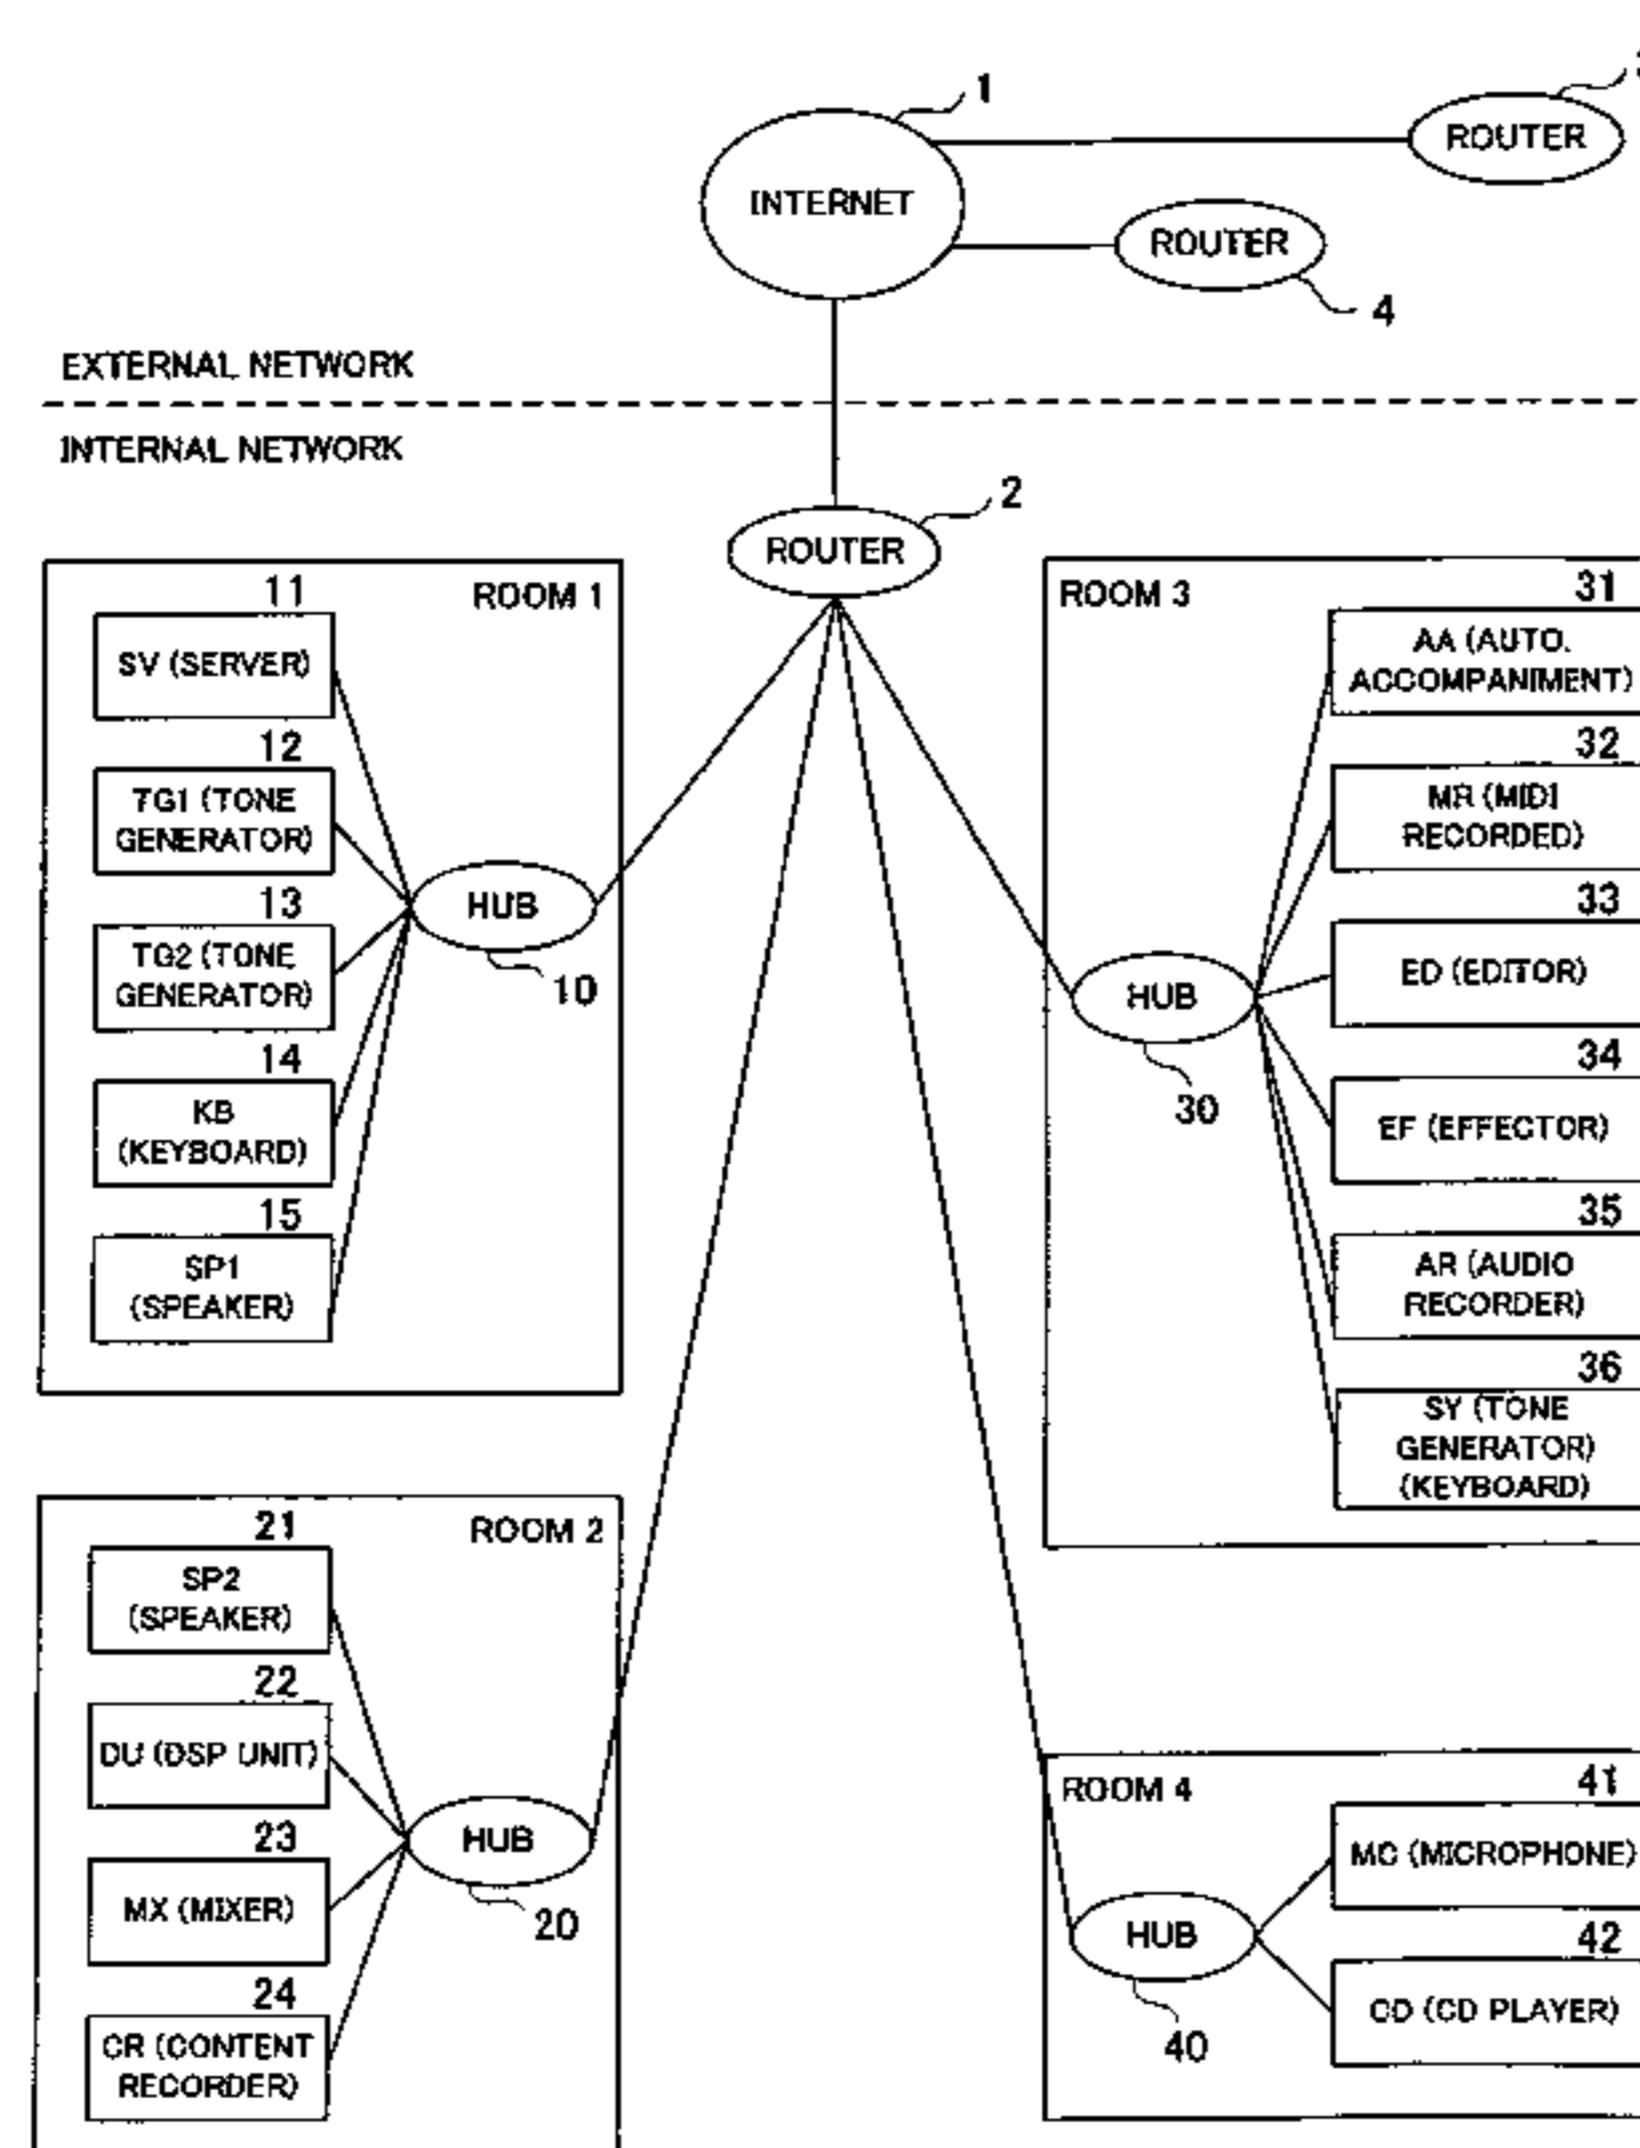 1
ROUTER
INTERNET
ROUTER
4
EXTERNAL NETWORK
INTERNAL NETWORK
2
ROUTER
ROOM 1
11
SV (SERVER)
12
TG1 (TONE
GENERATOR)
13
TG2 (TONE
GENERATOR)
14
KB
(KEYBOARD)
15
SP1
(SPEAKER)
HUB
10
ROOM 3
31
AA (AUTO.
ACCOMPANIMENT)
32
MR (MIDI
RECORDED)
33
ED (EDITOR)
34
EF (EFFECTOR)
35
AR (AUDIO
RECORDER)
36
SY (TONE
GENERATOR)
(KEYBOARD)
HUB
30
ROOM 2
21
SP2
(SPEAKER)
22
DU (DSP UNIT)
23
MX (MIXER)
24
CR (CONTENT
RECORDER)
HUB
20
ROOM 4
41
MC (MICROPHONE)
42
CD (CD PLAYER)
HUB
40